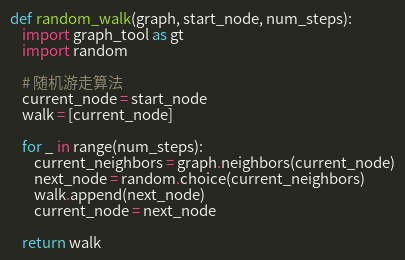 def random_walk(graph, start_node, num_steps):
    import graph_tool as gt
    import random

    # 随机游走算法
    current_node = start_node
    walk = [current_node]

    for _ in range(num_steps):
        current_neighbors = graph.neighbors(current_node)
        next_node = random.choice(current_neighbors)
        walk.append(next_node)
        current_node = next_node

    return walk